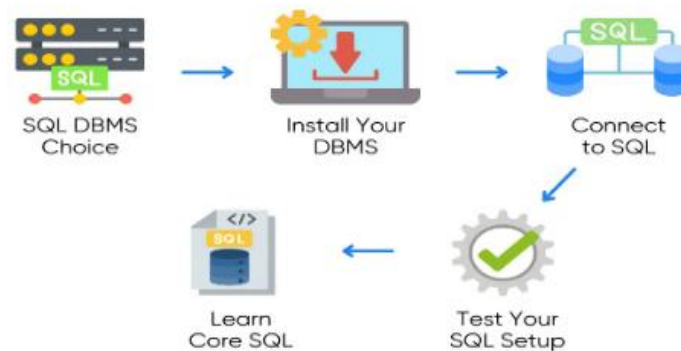 SQL
SQL DBMS
Choice
Install Your
DBMS
SQL
Connect
to SQL
Test Your
SQL Setup
</>
SQL
Learn
Core SQL